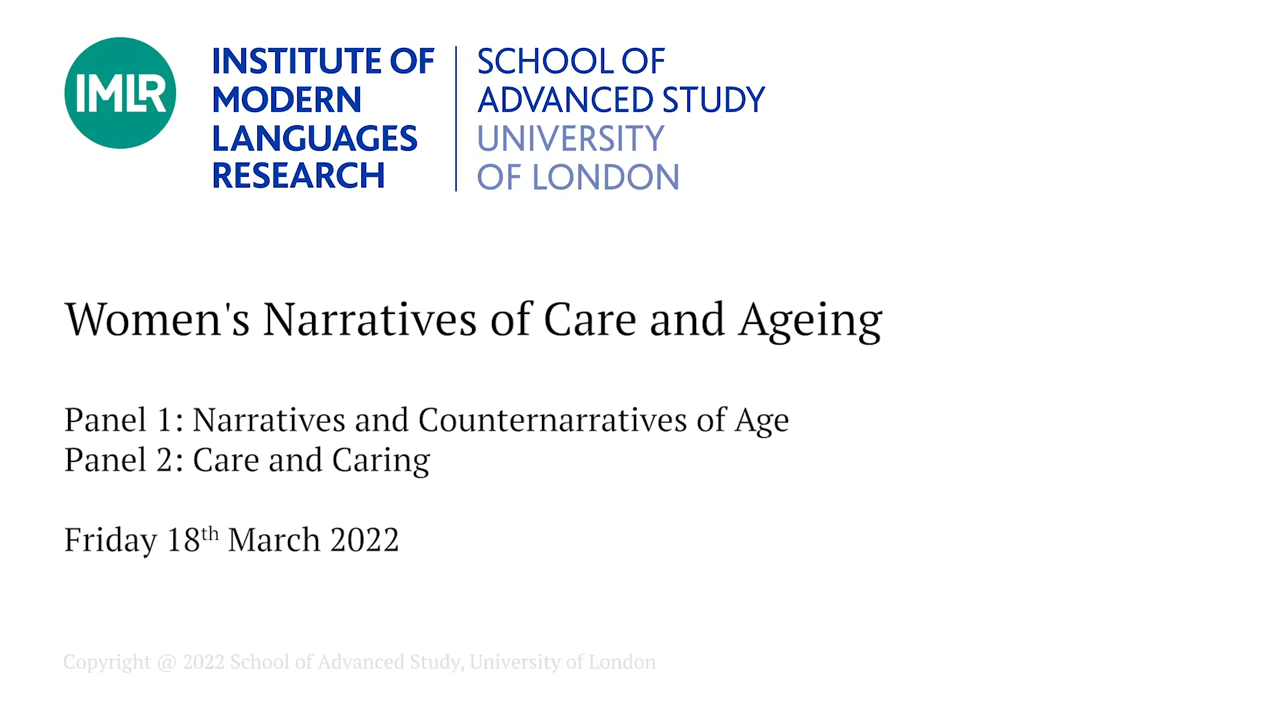 IMLR
INSTITUTE OF
MODERN
LANGUAGES
RESEARCH
SCHOOL OF
ADVANCED STUDY
UNIVERSITY
OF LONDON
Women's Narratives of Care and Ageing
Panel 1: Narratives and Counternarratives of Age
Panel 2: Care and Caring
Friday 18th March 2022
Copyright @ 2022 School of Advanced Study, University of London